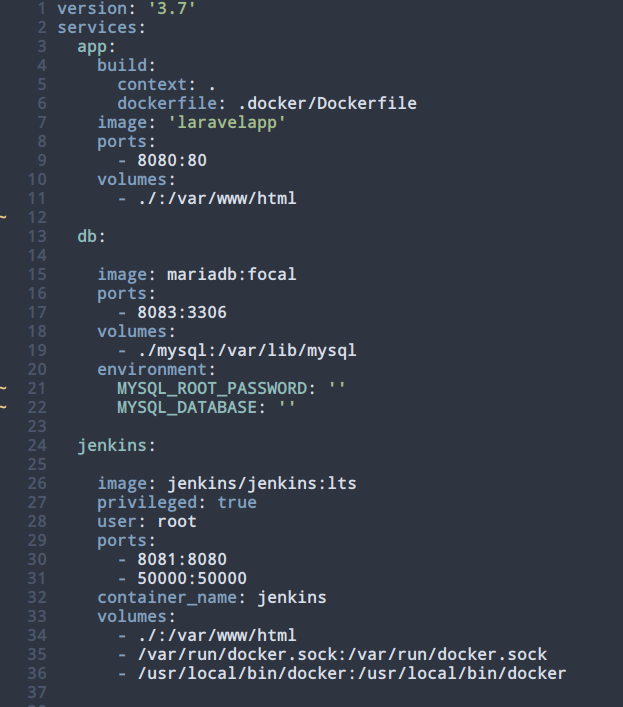 1 version: '3.7'
2 services:
3   app:
4     build:
5       context: .
6       dockerfile: .docker/Dockerfile
7     image: 'laravelapp'
8     ports:
9       - 8080:80
10     volumes:
11       - ./:/var/www/html
~ 12
13   db:
14
15     image: mariadb:focal
16     ports:
17       - 8083:3306
18     volumes:
19       - ./mysql:/var/lib/mysql
20     environment:
~ 21       MYSQL_ROOT_PASSWORD: ''
~ 22       MYSQL_DATABASE: ''
23
24   jenkins:
25
26     image: jenkins/jenkins:lts
27     privileged: true
28     user: root
29     ports:
30       - 8081:8080
31       - 50000:50000
32     container_name: jenkins
33     volumes:
34       - ./:/var/www/html
35       - /var/run/docker.sock:/var/run/docker.sock
36       - /usr/local/bin/docker:/usr/local/bin/docker
37